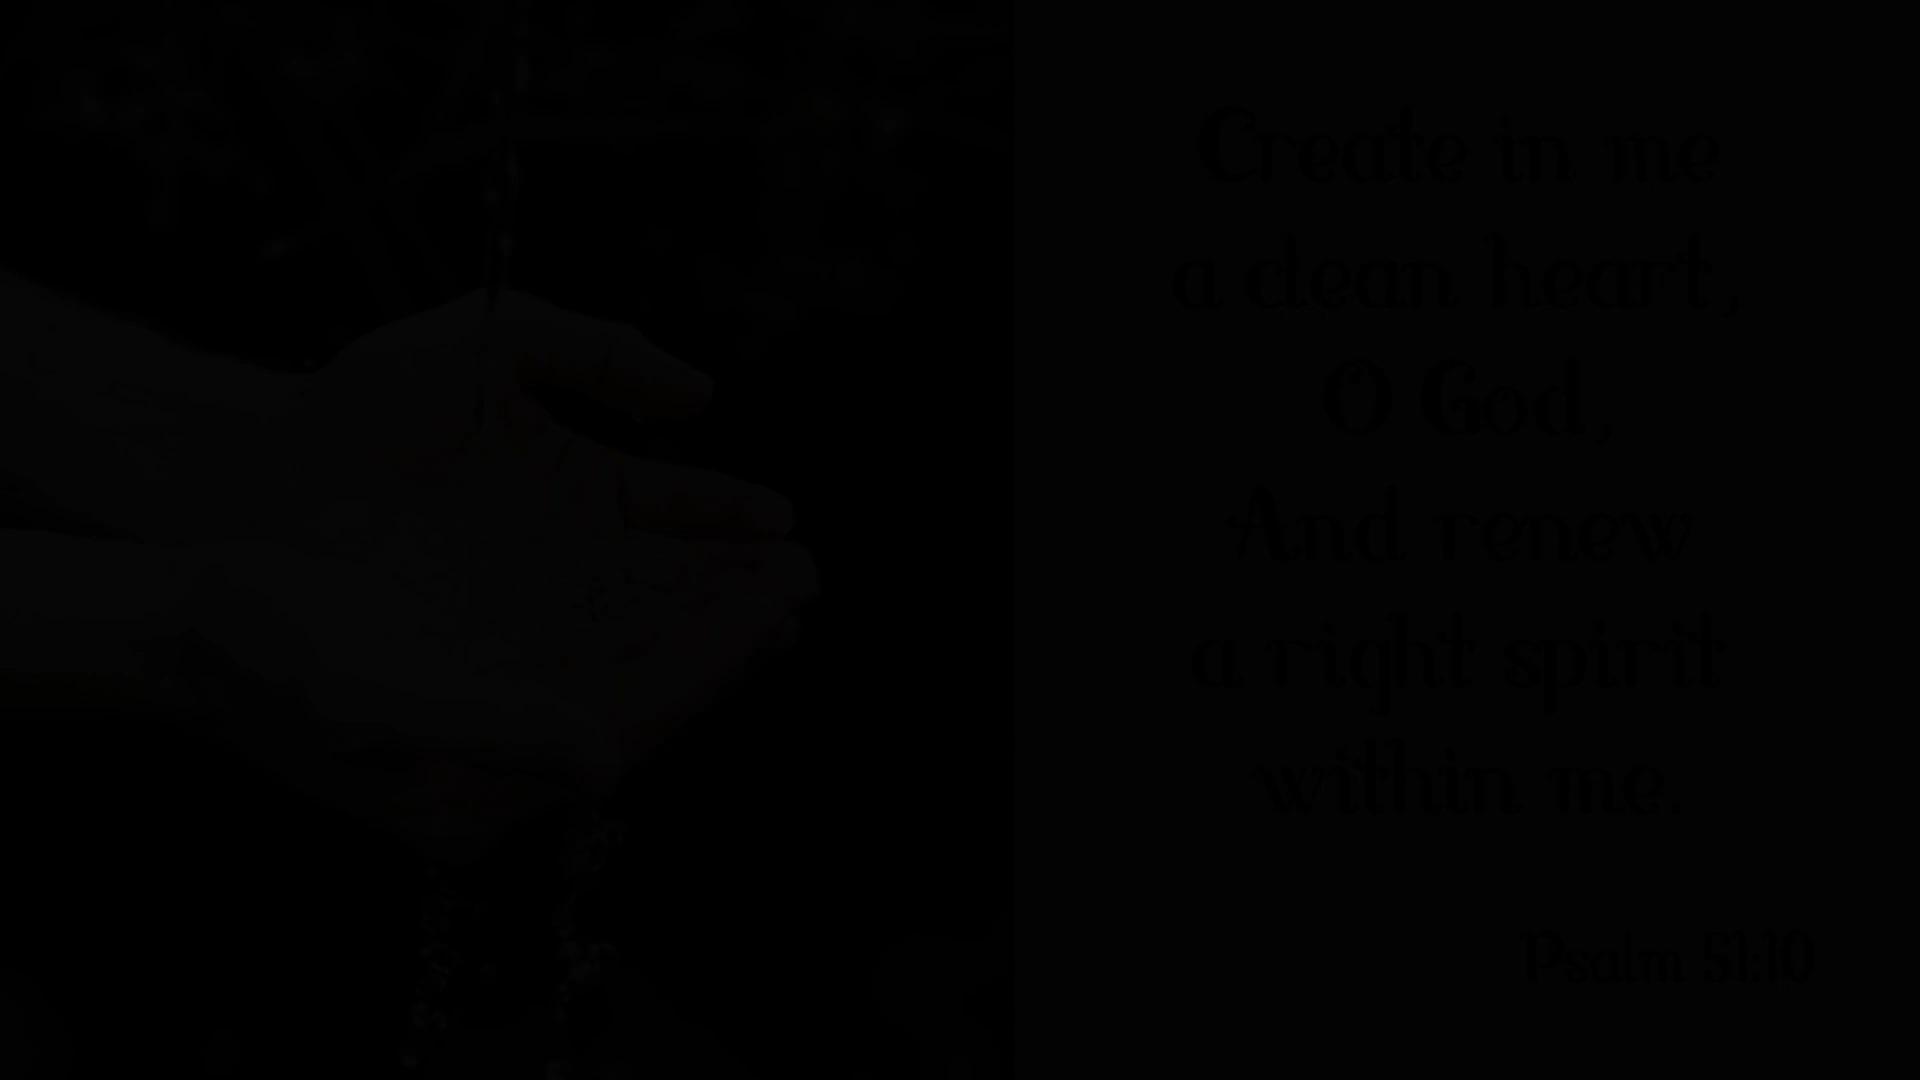 Create in me
a clean heart,
O God,
And renew
a right spirit
within me.
Psalm 51:10